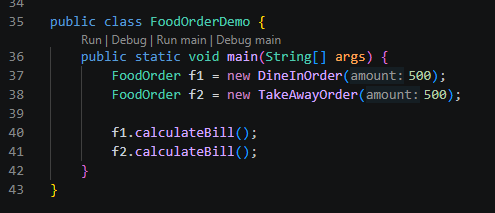 34
35 public class FoodOrderDemo {
Run | Debug | Run main | Debug main
36 public static void main(String[] args) {
37 FoodOrder f1 = new DineInOrder(amount: 500);
38 FoodOrder f2 = new TakeAwayOrder(amount: 500);
39
40 f1.calculateBill();
41 f2.calculateBill();
42 }
43 }